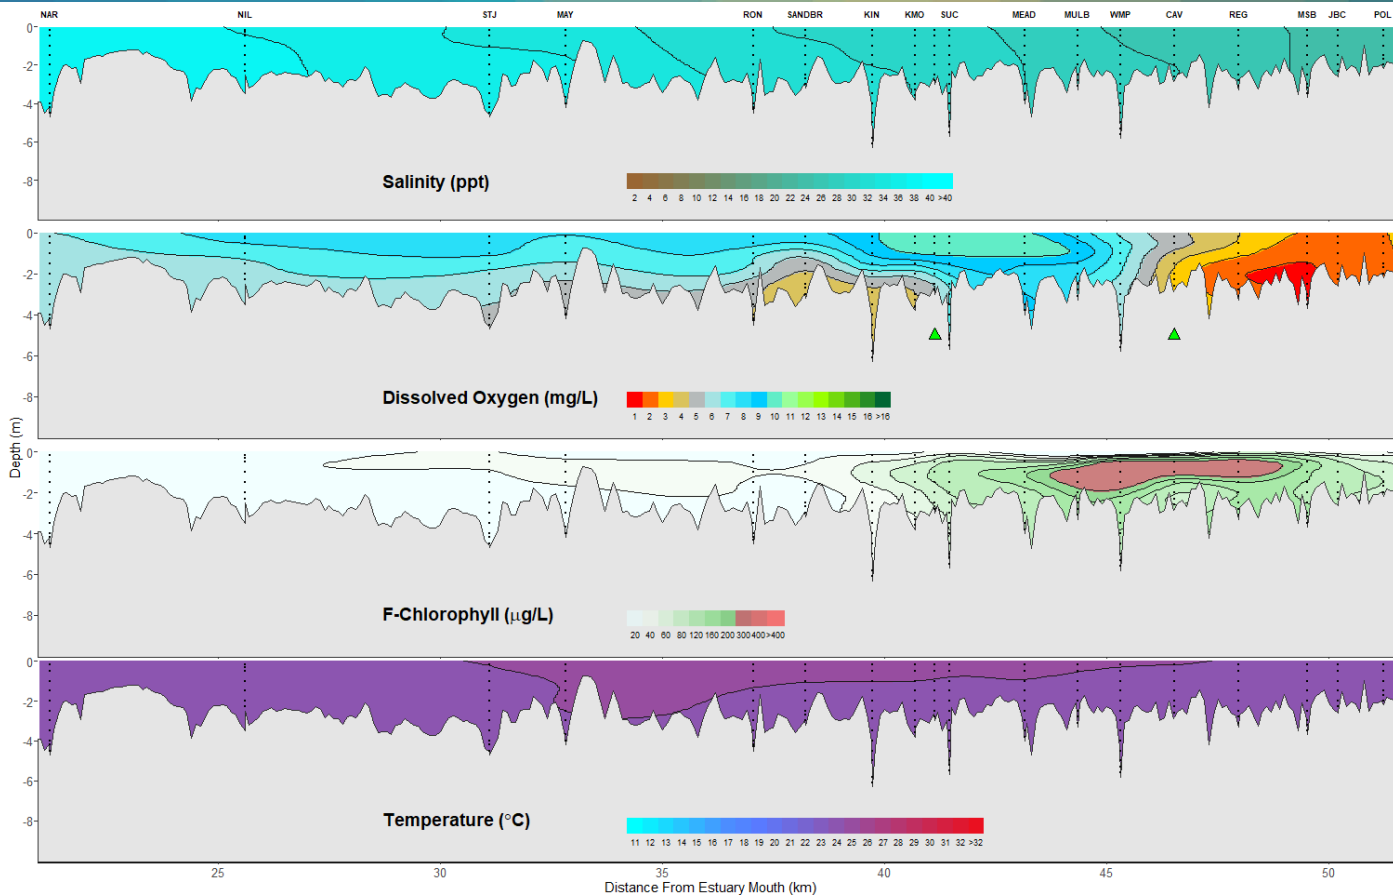 NAR NIL STJ MAY RON SANDBR KIN KMO SUC MEAD MULB WMP CAV REG MSB JBC POL
0
-2
-4
-6
-8
Salinity (ppt)
2 4 6 8 10 12 14 16 18 20 22 24 26 28 30 32 34 36 38 40 >40
0
-2
-4
-6
-8
Dissolved Oxygen (mg/L)
1 2 3 4 5 6 7 8 9 10 11 12 13 14 15 16 >16
Depth (m)
0
-2
-4
-6
-8
F-Chlorophyll (μg/L)
20 40 60 80 120 160 200 300 400 >400
0
-2
-4
-6
-8
Temperature (°C)
11 12 13 14 15 16 17 18 19 20 21 22 23 24 25 26 27 28 29 30 31 32 >32
25 30 35 40 45 50
Distance From Estuary Mouth (km)